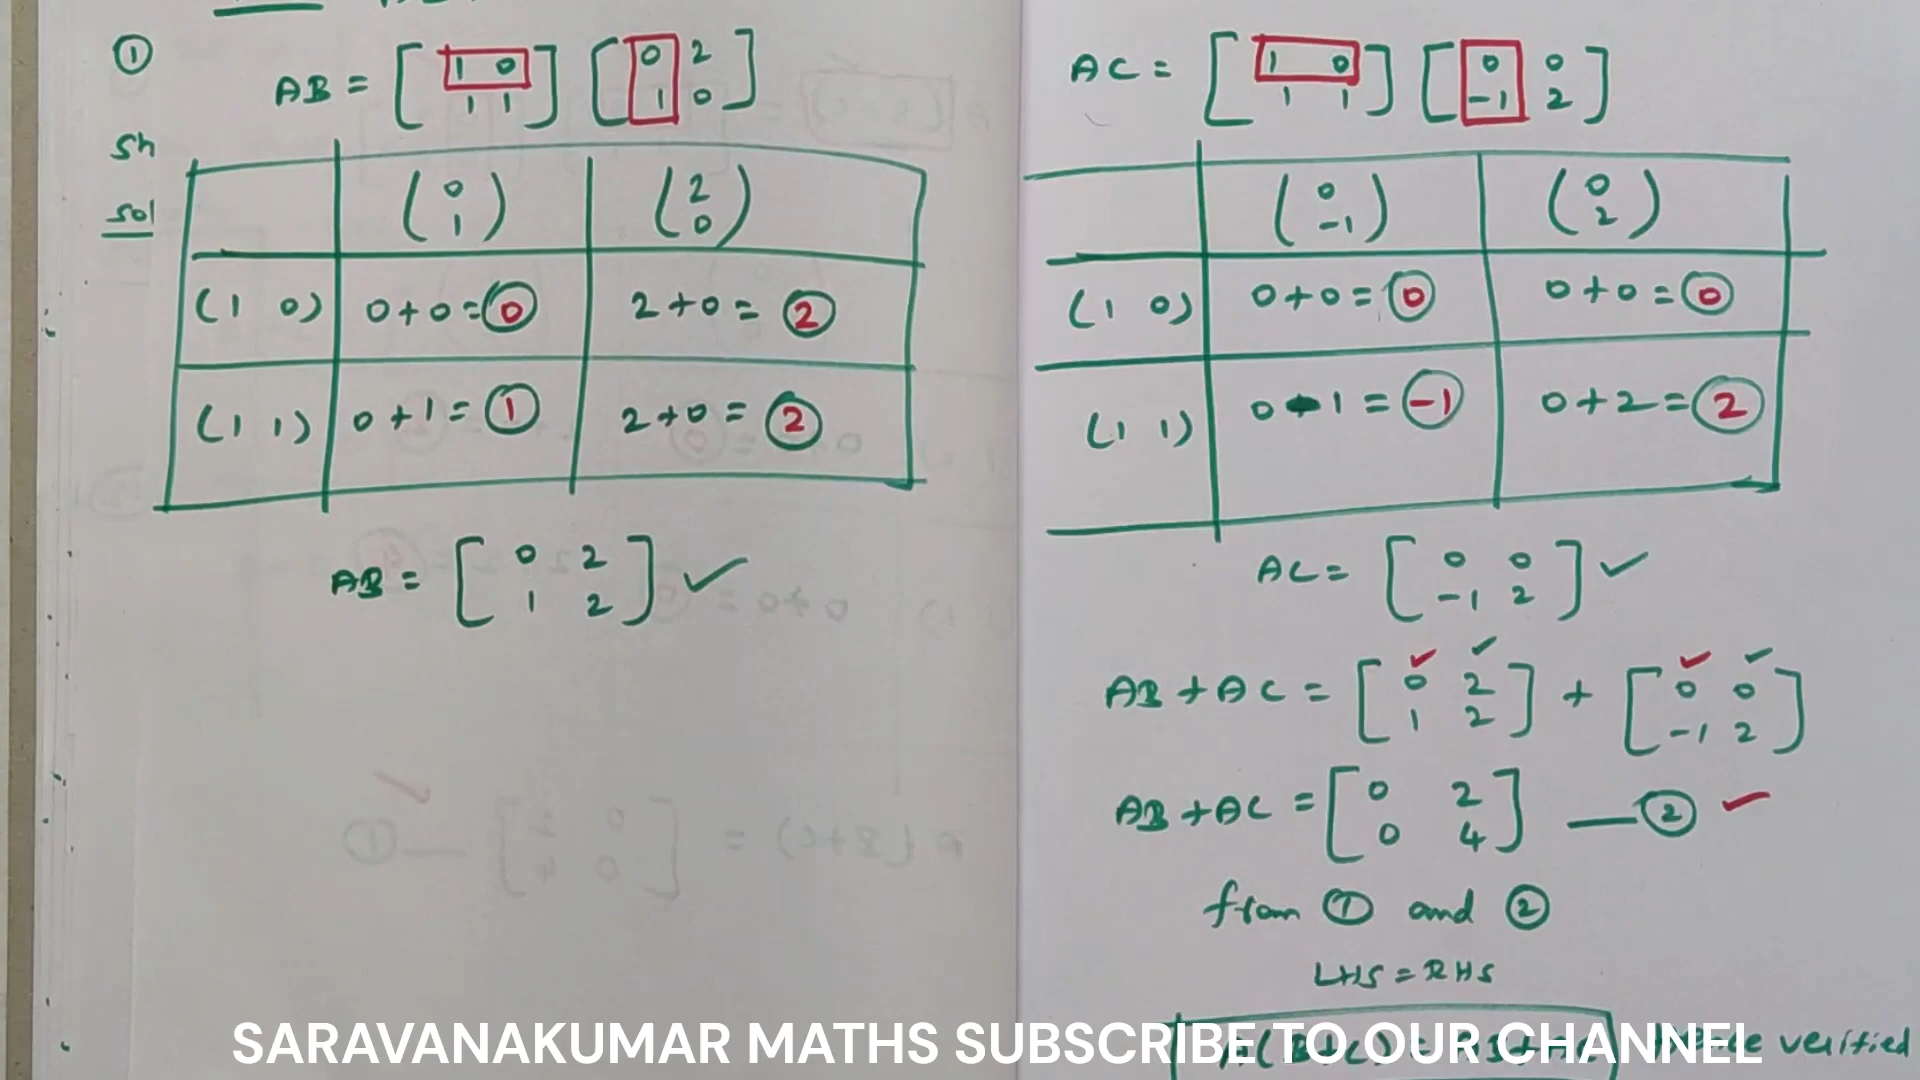 ①
AB = [ 1 0 ] [ 0 2 ]
1 1 1 0
sh
sol
( 0 ) ( 2 )
1 0
(1 0) 0+0=0 2+0=2
(1 1) 0+1=1 2+0=2
AB = [ 0 2 ] ✓
1 2
AC = [ 1 0 ] [ 0 0 ]
1 1 -1 2
( 0 ) ( 0 )
-1 2
(1 0) 0+0=0 0+0=0
(1 1) 0-1=-1 0+2=2
AC = [ 0 0 ] ✓
-1 2
AB+AC = [ 0 2 ] + [ 0 0 ]
1 2 -1 2
AB+AC = [ 0 2 ] — ② ✓
0 4
from ① and ②
LHS = RHS
verified
SARAVANAKUMAR MATHS SUBSCRIBE TO OUR CHANNEL